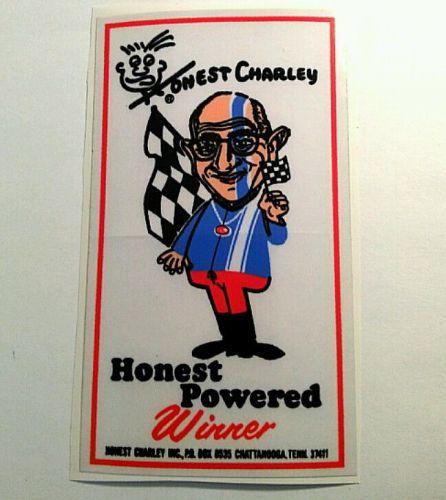 Honest Charley
®
Honest
Powered
Winner
HONEST CHARLEY INC., P.O. BOX 8535 CHATTANOOGA, TENN. 37411